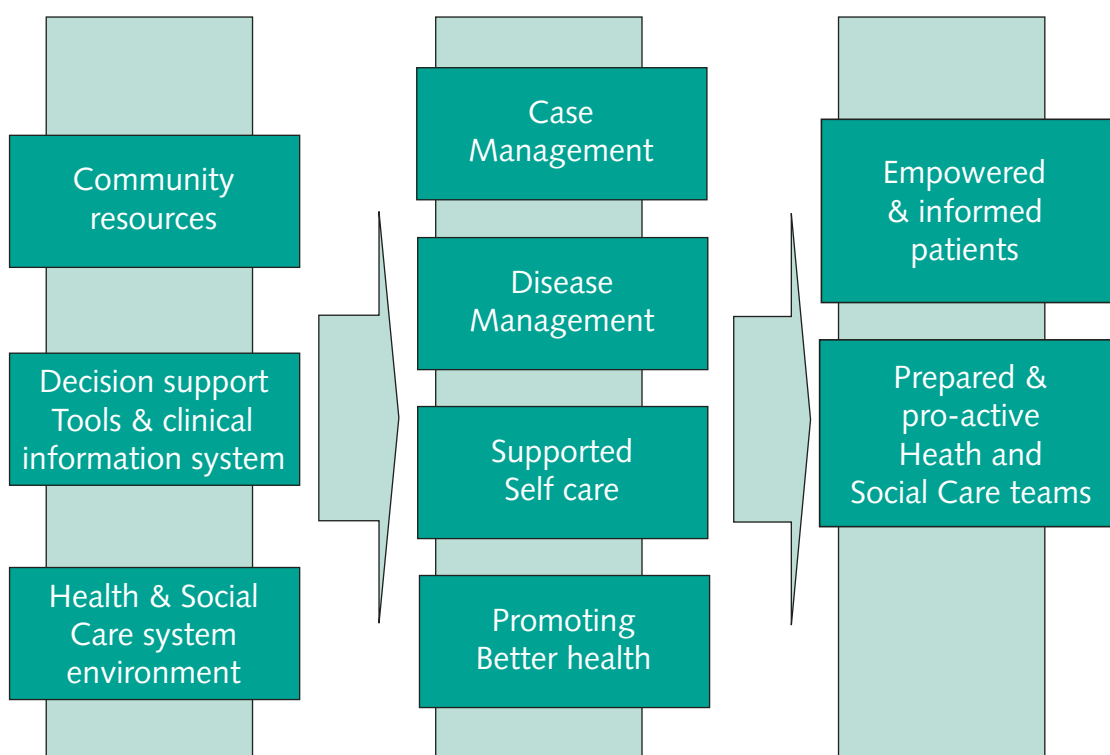 Community
resources
Decision support
Tools & clinical
information system
Health & Social
Care system
environment
Case
Management
Disease
Management
Supported
Self care
Promoting
Better health
Empowered
& informed
patients
Prepared &
pro-active
Heath and
Social Care teams